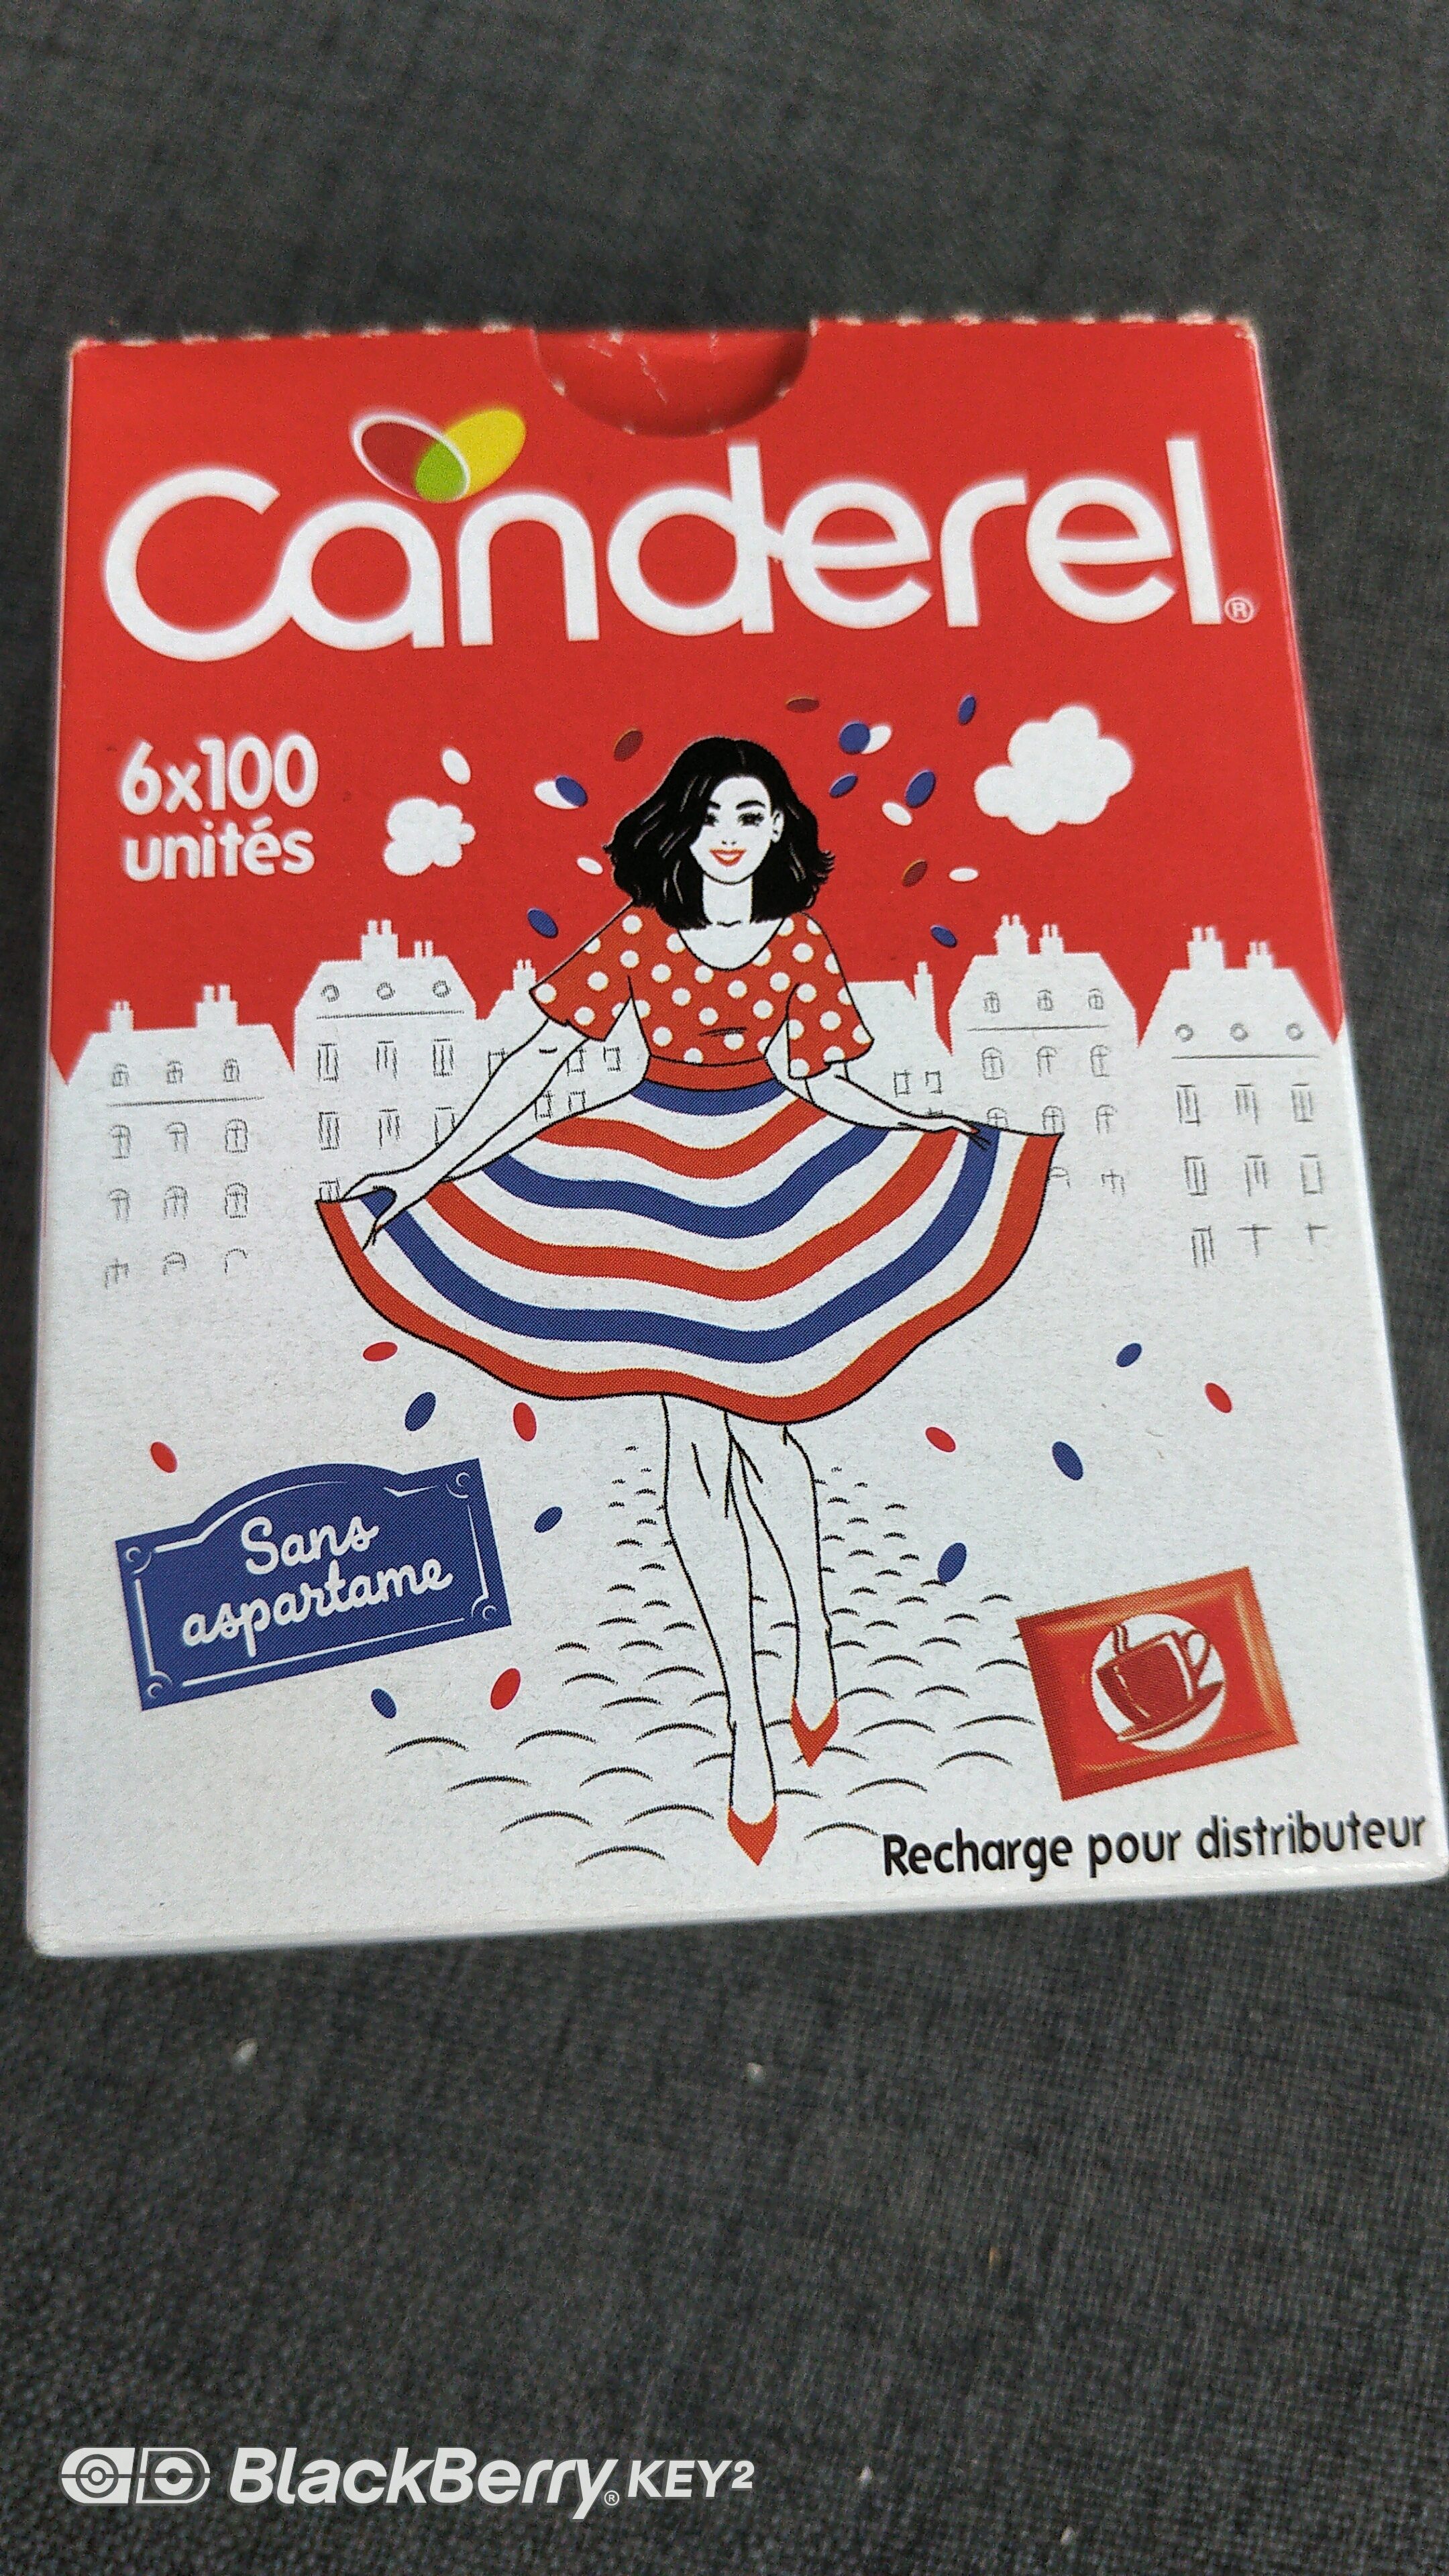 Canderel®
6x100
unités
Sans
aspartame
Recharge pour distributeur
BlackBerry® KEY2